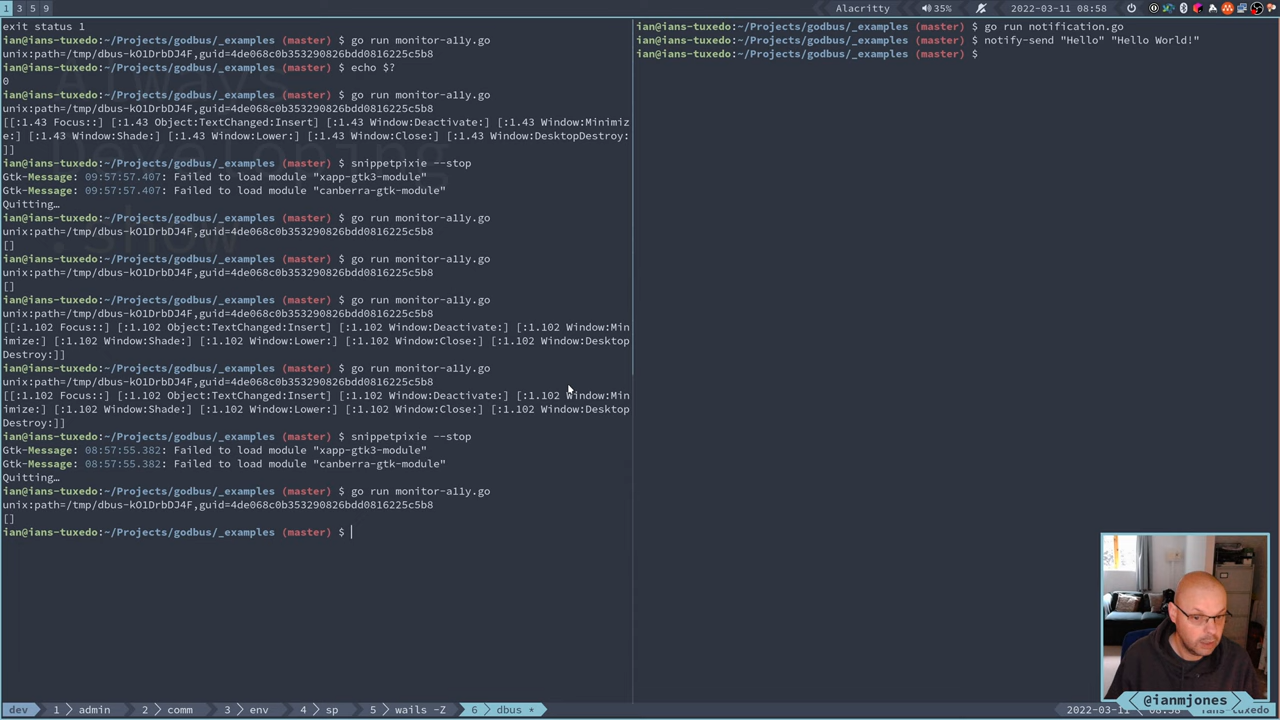 1 3 5 9
Alacritty
35%
2022-03-11 08:58
exit status 1
ian@ians-tuxedo:~/Projects/godbus/_examples (master) $ go run monitor-a11y.go
unix:path=/tmp/dbus-kO1DrbDJ4F,guid=4de068c0b353290826bdd0816225c5b8
ian@ians-tuxedo:~/Projects/godbus/_examples (master) $ echo $?
0
ian@ians-tuxedo:~/Projects/godbus/_examples (master) $ go run monitor-a11y.go
unix:path=/tmp/dbus-kO1DrbDJ4F,guid=4de068c0b353290826bdd0816225c5b8
[[:1.43 Focus::] [:1.43 Object:TextChanged:Insert] [:1.43 Window:Deactivate:] [:1.43 Window:Minimiz
e:] [:1.43 Window:Shade:] [:1.43 Window:Lower:] [:1.43 Window:Close:] [:1.43 Window:DesktopDestroy:
]]
ian@ians-tuxedo:~/Projects/godbus/_examples (master) $ snippetpixie --stop
Gtk-Message: 09:57:57.407: Failed to load module "xapp-gtk3-module"
Gtk-Message: 09:57:57.407: Failed to load module "canberra-gtk-module"
Quitting…
ian@ians-tuxedo:~/Projects/godbus/_examples (master) $ go run monitor-a11y.go
unix:path=/tmp/dbus-kO1DrbDJ4F,guid=4de068c0b353290826bdd0816225c5b8
[]
ian@ians-tuxedo:~/Projects/godbus/_examples (master) $ go run monitor-a11y.go
unix:path=/tmp/dbus-kO1DrbDJ4F,guid=4de068c0b353290826bdd0816225c5b8
[]
ian@ians-tuxedo:~/Projects/godbus/_examples (master) $ go run monitor-a11y.go
unix:path=/tmp/dbus-kO1DrbDJ4F,guid=4de068c0b353290826bdd0816225c5b8
[[:1.102 Focus::] [:1.102 Object:TextChanged:Insert] [:1.102 Window:Deactivate:] [:1.102 Window:Min
imize:] [:1.102 Window:Shade:] [:1.102 Window:Lower:] [:1.102 Window:Close:] [:1.102 Window:Desktop
Destroy:]]
ian@ians-tuxedo:~/Projects/godbus/_examples (master) $ go run monitor-a11y.go
unix:path=/tmp/dbus-kO1DrbDJ4F,guid=4de068c0b353290826bdd0816225c5b8
[[:1.102 Focus::] [:1.102 Object:TextChanged:Insert] [:1.102 Window:Deactivate:] [:1.102 Window:Min
imize:] [:1.102 Window:Shade:] [:1.102 Window:Lower:] [:1.102 Window:Close:] [:1.102 Window:Desktop
Destroy:]]
ian@ians-tuxedo:~/Projects/godbus/_examples (master) $ snippetpixie --stop
Gtk-Message: 08:57:55.382: Failed to load module "xapp-gtk3-module"
Gtk-Message: 08:57:55.382: Failed to load module "canberra-gtk-module"
Quitting…
ian@ians-tuxedo:~/Projects/godbus/_examples (master) $ go run monitor-a11y.go
unix:path=/tmp/dbus-kO1DrbDJ4F,guid=4de068c0b353290826bdd0816225c5b8
[]
ian@ians-tuxedo:~/Projects/godbus/_examples (master) $
ian@ians-tuxedo:~/Projects/godbus/_examples (master) $ go run notification.go
ian@ians-tuxedo:~/Projects/godbus/_examples (master) $ notify-send "Hello" "Hello World!"
ian@ians-tuxedo:~/Projects/godbus/_examples (master) $
Always
Developing
.show
@ianmjones
dev 1 admin 2 comm 3 env 4 sp 5 wails -Z 6 dbus *
2022-03-11